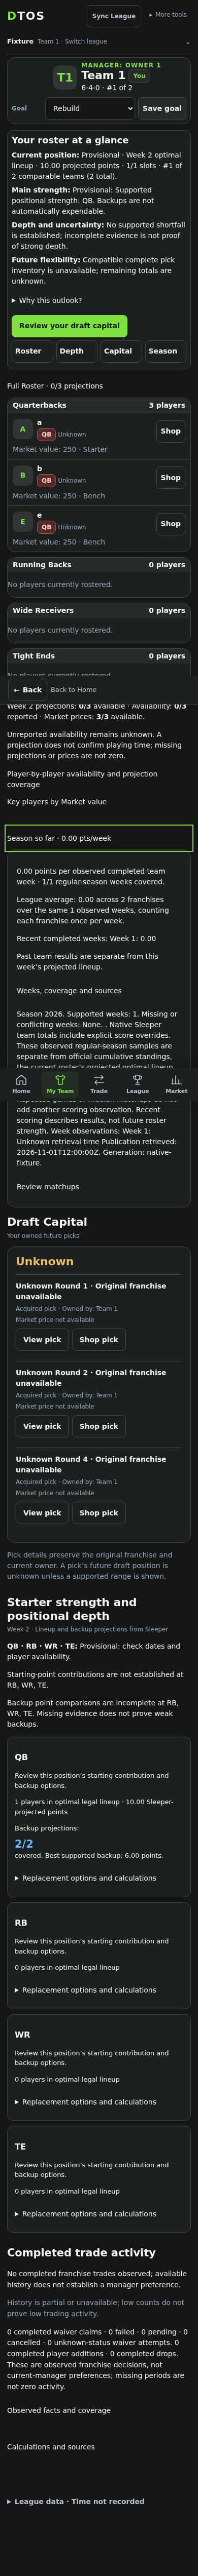 DTOS
Sync League
▸ More tools
Fixture Team 1 · Switch league
T1
MANAGER: OWNER 1
Team 1 You
6-4-0 · #1 of 2
Goal
Rebuild
Save goal
Your roster at a glance
Current position: Provisional · Week 2 optimal
lineup · 10.00 projected points · 1/1 slots · #1 of
2 comparable teams (2 total).
Main strength: Provisional: Supported
positional strength: QB. Backups are not
automatically expendable.
Depth and uncertainty: No supported shortfall
is established; incomplete evidence is not proof
of strong depth.
Future flexibility: Compatible complete pick
inventory is unavailable; remaining totals are
unknown.
▸ Why this outlook?
Review your draft capital
Roster
Depth
Capital
Season
Full Roster · 0/3 projections
Quarterbacks
3 players
A
a
QB Unknown
Shop
Market value: 250 · Starter
B
b
QB Unknown
Shop
Market value: 250 · Bench
E
e
QB Unknown
Shop
Market value: 250 · Bench
Running Backs
0 players
No players currently rostered.
Wide Receivers
0 players
No players currently rostered.
Tight Ends
0 players
← Back
Back to Home
Week 2 projections: 0/3 available · Availability: 0/3
reported · Market prices: 3/3 available.
Unreported availability remains unknown. A
projection does not confirm playing time; missing
projections or prices are not zero.
Player-by-player availability and projection
coverage
Key players by Market value
Season so far · 0.00 pts/week
0.00 points per observed completed team
week · 1/1 regular-season weeks covered.
League average: 0.00 across 2 franchises
over the same 1 observed weeks, counting
each franchise once per week.
Recent completed weeks: Week 1: 0.00
Past team results are separate from this
week's projected lineup.
Weeks, coverage and sources
Season 2026. Supported weeks: 1. Missing or
conflicting weeks: None. . Native Sleeper
team totals include explicit score overrides.
These observed regular-season samples are
separate from official cumulative standings,
Home
My Team
Trade
League
Market
as another scoring observation. Recent
scoring describes results, not future roster
strength. Week observations: Week 1:
Unknown retrieval time Publication retrieved:
2026-11-01T12:00:00Z. Generation: native-
fixture.
Review matchups
Draft Capital
Your owned future picks
Unknown
Unknown Round 1 · Original franchise
unavailable
Acquired pick · Owned by: Team 1
Market price not available
View pick
Shop pick
Unknown Round 2 · Original franchise
unavailable
Acquired pick · Owned by: Team 1
Market price not available
View pick
Shop pick
Unknown Round 4 · Original franchise
unavailable
Acquired pick · Owned by: Team 1
Market price not available
View pick
Shop pick
Pick details preserve the original franchise and
current owner. A pick's future draft position is
unknown unless a supported range is shown.
Starter strength and
positional depth
Week 2 · Lineup and backup projections from Sleeper
QB · RB · WR · TE: Provisional: check dates and
player availability.
Starting-point contributions are not established at
RB, WR, TE.
Backup point comparisons are incomplete at RB,
WR, TE. Missing evidence does not prove weak
backups.
QB
Review this position's starting contribution and
backup options.
1 players in optimal legal lineup · 10.00 Sleeper-
projected points
Backup projections:
2/2
covered. Best supported backup: 6.00 points.
▸ Replacement options and calculations
RB
Review this position's starting contribution and
backup options.
0 players in optimal legal lineup
▸ Replacement options and calculations
WR
Review this position's starting contribution and
backup options.
0 players in optimal legal lineup
▸ Replacement options and calculations
TE
Review this position's starting contribution and
backup options.
0 players in optimal legal lineup
▸ Replacement options and calculations
Completed trade activity
No completed franchise trades observed; available
history does not establish a manager preference.
History is partial or unavailable; low counts do not
prove low trading activity.
0 completed waiver claims · 0 failed · 0 pending · 0
cancelled · 0 unknown-status waiver attempts. 0
completed player additions · 0 completed drops.
These are observed franchise decisions, not
current-manager preferences; missing periods are
not zero activity.
Observed facts and coverage
Calculations and sources
▸ League data · Time not recorded